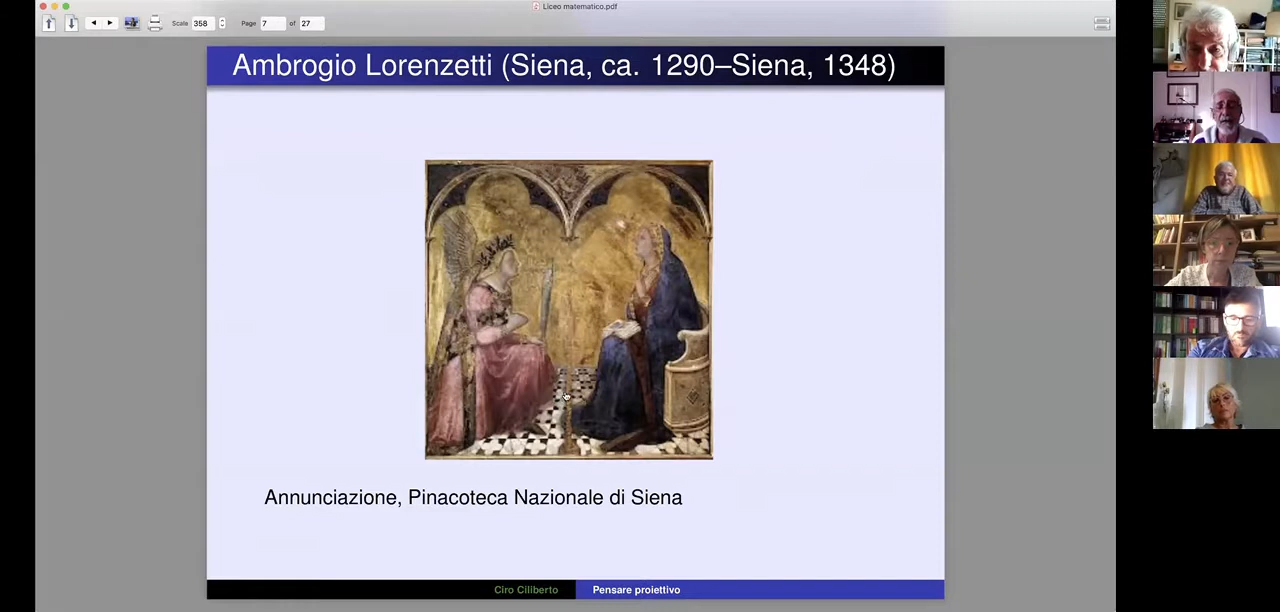 Liceo matematico.pdf
Scale 358 Page 7 of 27
Ambrogio Lorenzetti (Siena, ca. 1290–Siena, 1348)
Annunciazione, Pinacoteca Nazionale di Siena
Ciro Ciliberto Pensare proiettivo